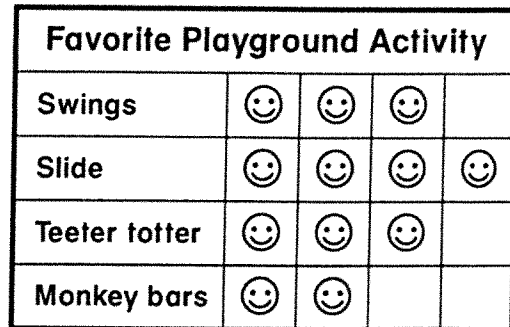 Favorite Playground Activity
Swings
Slide
Teeter totter
Monkey bars